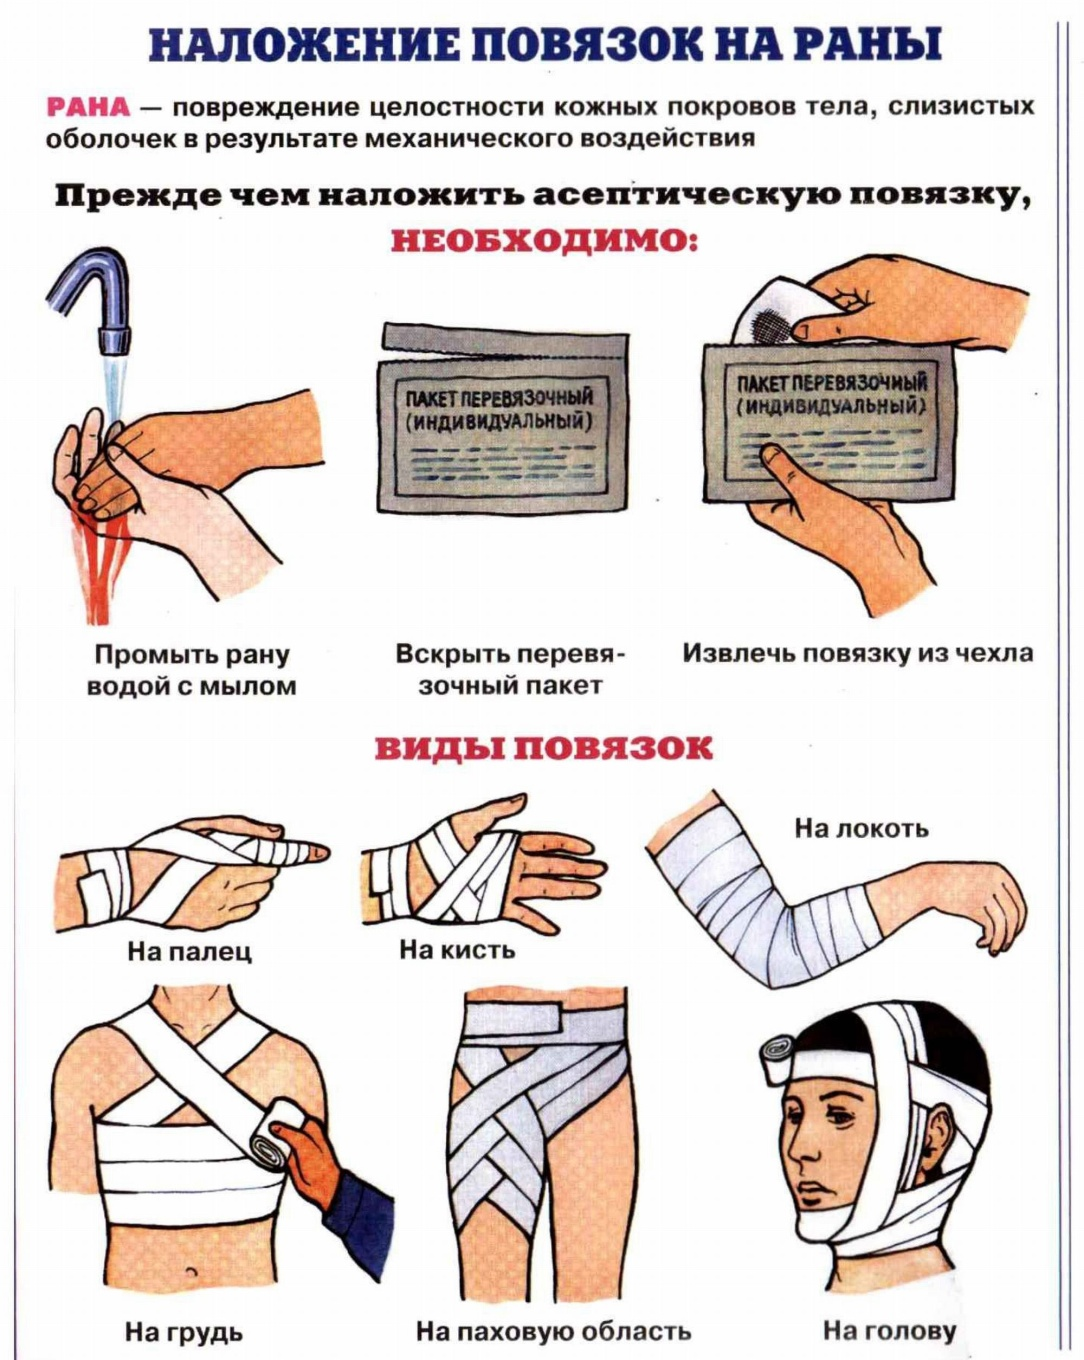 НАЛОЖЕНИЕ ПОВЯЗОК НА РАНЫ
РАНА — повреждение целостности кожных покровов тела, слизистых
оболочек в результате механического воздействия
Прежде чем наложить асептическую повязку,
НЕОБХОДИМО:
ПАКЕТ ПЕРЕВЯЗОЧНЫЙ
(ИНДИВИДУАЛЬНЫЙ)
ПАКЕТ ПЕРЕВЯЗОЧНЫЙ
(ИНДИВИДУАЛЬНЫЙ)
Промыть рану
водой с мылом
Вскрыть перевя-
зочный пакет
Извлечь повязку из чехла
ВИДЫ ПОВЯЗОК
На палец
На кисть
На локоть
На грудь
На паховую область
На голову